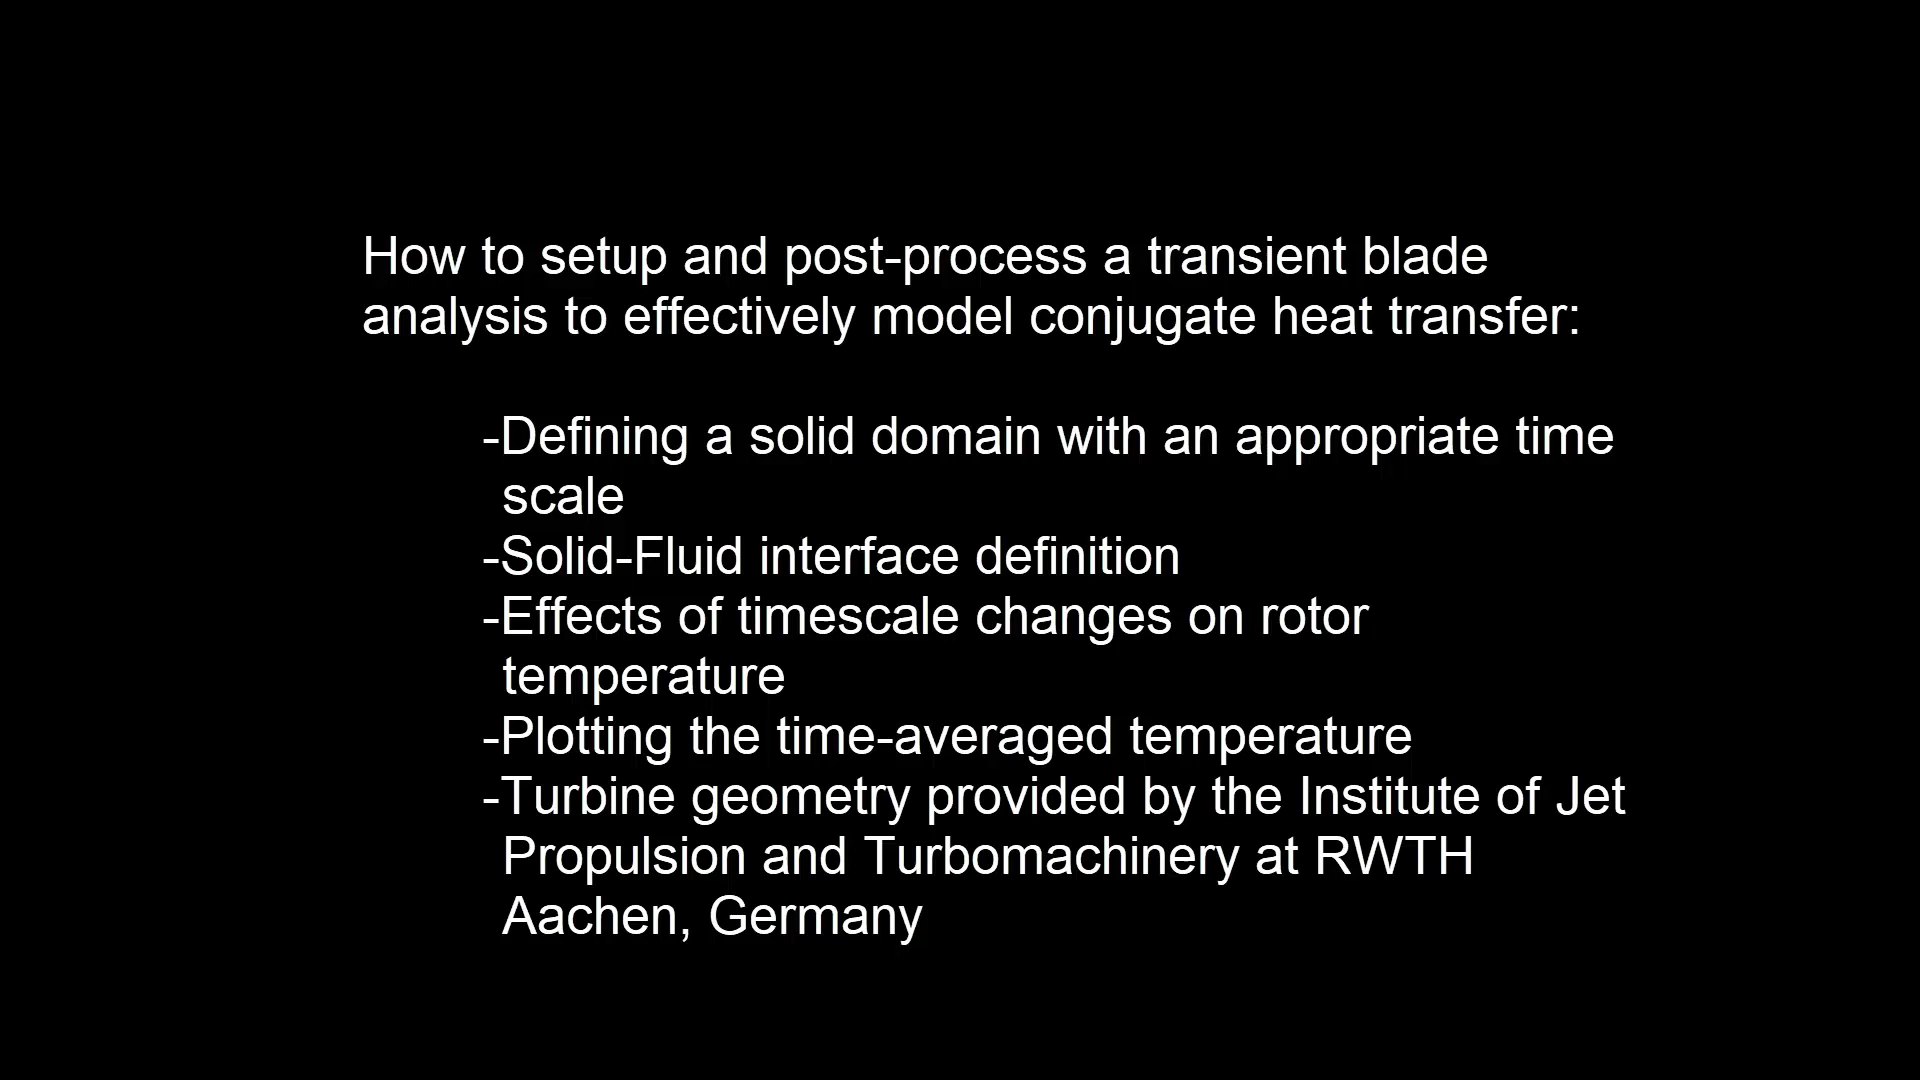 How to setup and post-process a transient blade
analysis to effectively model conjugate heat transfer:
-Defining a solid domain with an appropriate time
scale
-Solid-Fluid interface definition
-Effects of timescale changes on rotor
temperature
-Plotting the time-averaged temperature
-Turbine geometry provided by the Institute of Jet
Propulsion and Turbomachinery at RWTH
Aachen, Germany